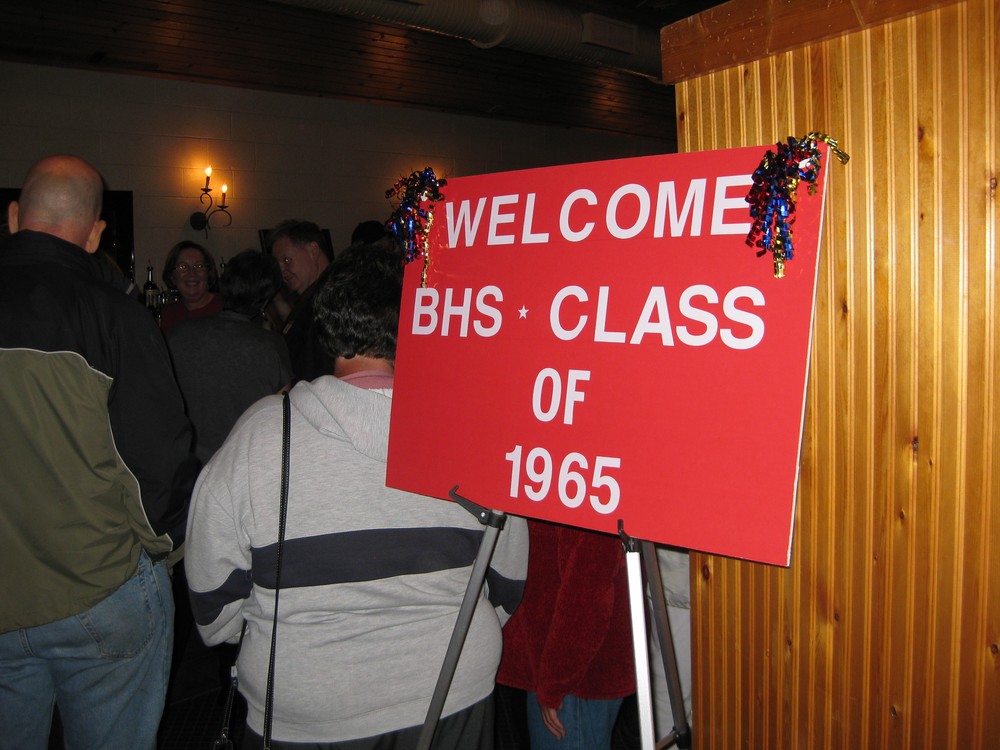 WELCOME
BHS ★ CLASS
OF
1965